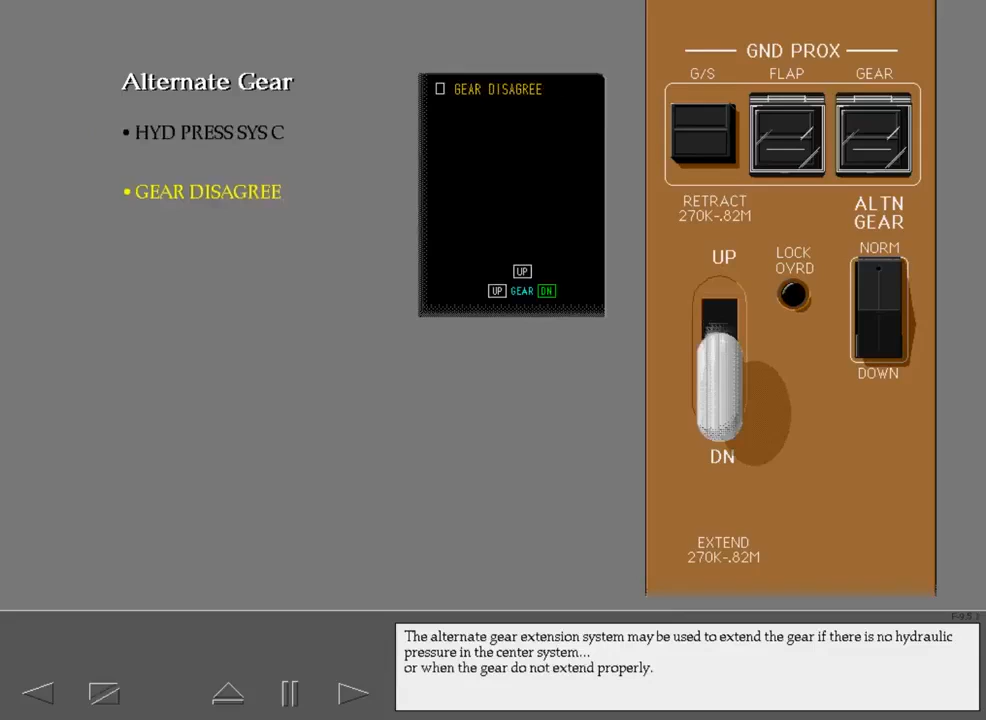 Alternate Gear
• HYD PRESS SYS C
• GEAR DISAGREE
GEAR DISAGREE
UP
UP GEAR DN
GND PROX
G/S FLAP GEAR
RETRACT
270K-.82M
ALTN
GEAR
UP
LOCK
OVRD
NORM
DOWN
DN
EXTEND
270K-.82M
The alternate gear extension system may be used to extend the gear if there is no hydraulic
pressure in the center system...
or when the gear do not extend properly.